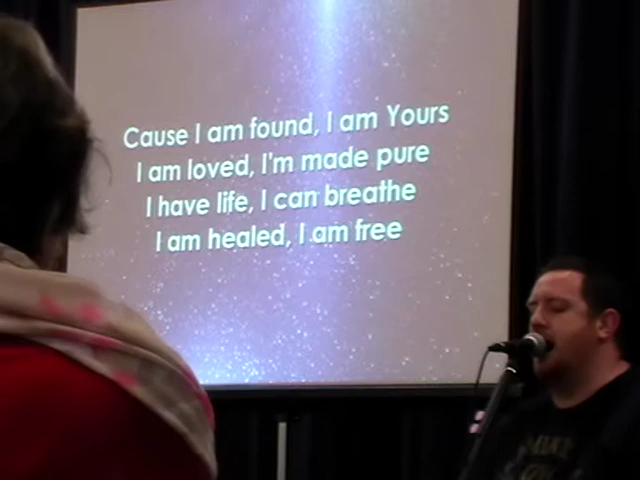 Cause I am found, I am Yours
I am loved, I'm made pure
I have life, I can breathe
I am healed, I am free